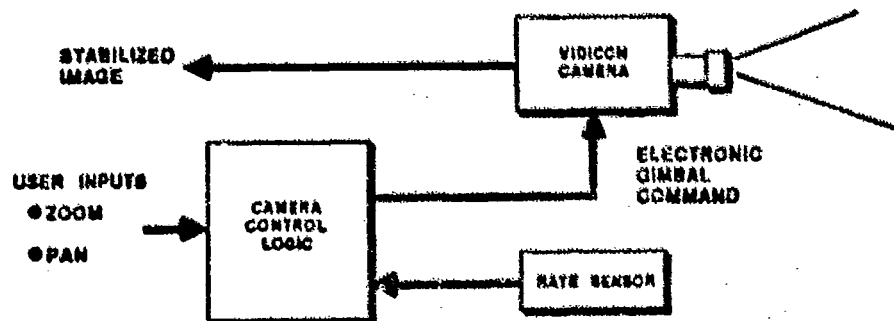 STABILIZED
IMAGE
VIDICON
CAMERA
ELECTRONIC
GIMBAL
COMMAND
USER INPUTS
●ZOOM
●PAN
CAMERA
CONTROL
LOGIC
RATE SENSOR